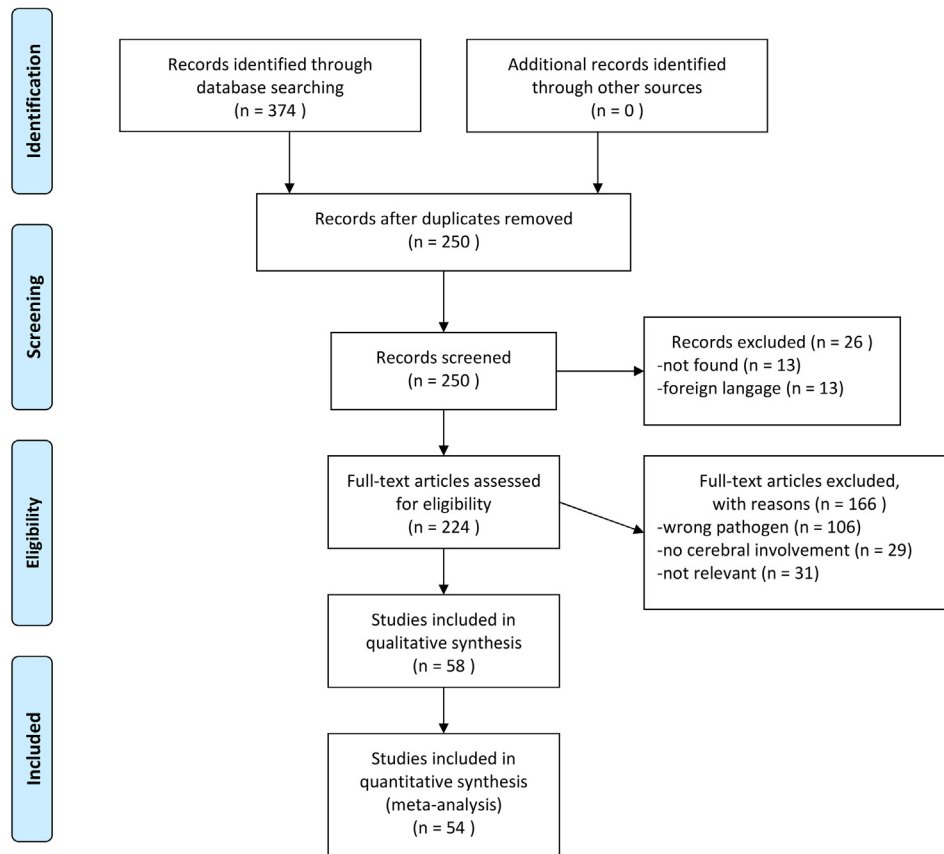 Identification
Records identified through
database searching
(n = 374 )
Additional records identified
through other sources
(n = 0 )
Records after duplicates removed
(n = 250 )
Screening
Records screened
(n = 250 )
Records excluded (n = 26 )
-not found (n = 13)
-foreign langage (n = 13)
Eligibility
Full-text articles assessed
for eligibility
(n = 224 )
Full-text articles excluded,
with reasons (n = 166 )
-wrong pathogen (n = 106)
-no cerebral involvement (n = 29)
-not relevant (n = 31)
Studies included in
qualitative synthesis
(n = 58 )
Included
Studies included in
quantitative synthesis
(meta-analysis)
(n = 54 )